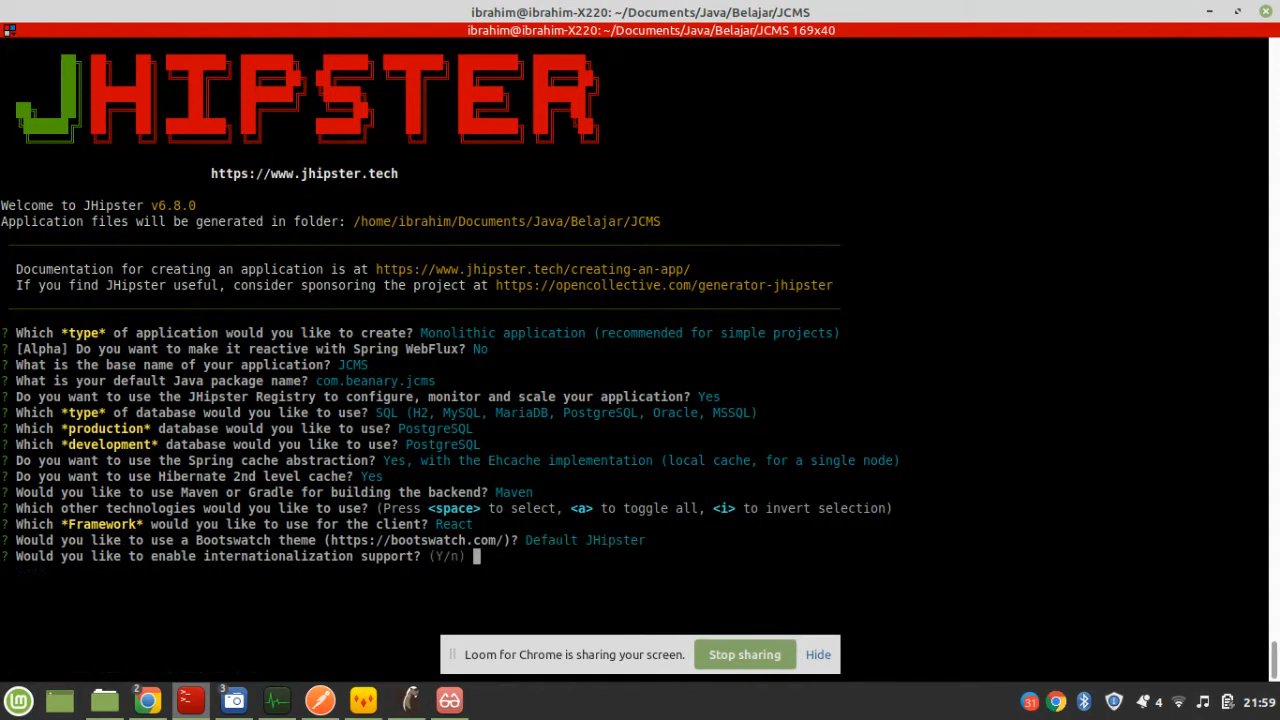 ibrahim@ibrahim-X220: ~/Documents/Java/Belajar/JCMS
ibrahim@ibrahim-X220: ~/Documents/Java/Belajar/JCMS 169x40
JHIPSTER
https://www.jhipster.tech
Welcome to JHipster v6.8.0
Application files will be generated in folder: /home/ibrahim/Documents/Java/Belajar/JCMS
Documentation for creating an application is at https://www.jhipster.tech/creating-an-app/
If you find JHipster useful, consider sponsoring the project at https://opencollective.com/generator-jhipster
? Which *type* of application would you like to create? Monolithic application (recommended for simple projects)
? [Alpha] Do you want to make it reactive with Spring WebFlux? No
? What is the base name of your application? JCMS
? What is your default Java package name? com.beanary.jcms
? Do you want to use the JHipster Registry to configure, monitor and scale your application? Yes
? Which *type* of database would you like to use? SQL (H2, MySQL, MariaDB, PostgreSQL, Oracle, MSSQL)
? Which *production* database would you like to use? PostgreSQL
? Which *development* database would you like to use? PostgreSQL
? Do you want to use the Spring cache abstraction? Yes, with the Ehcache implementation (local cache, for a single node)
? Do you want to use Hibernate 2nd level cache? Yes
? Would you like to use Maven or Gradle for building the backend? Maven
? Which other technologies would you like to use? (Press <space> to select, <a> to toggle all, <i> to invert selection)
? Which *Framework* would you like to use for the client? React
? Would you like to use a Bootswatch theme (https://bootswatch.com/)? Default JHipster
? Would you like to enable internationalization support? (Y/n)
Loom for Chrome is sharing your screen. Stop sharing Hide
2 3 31 4 21:59